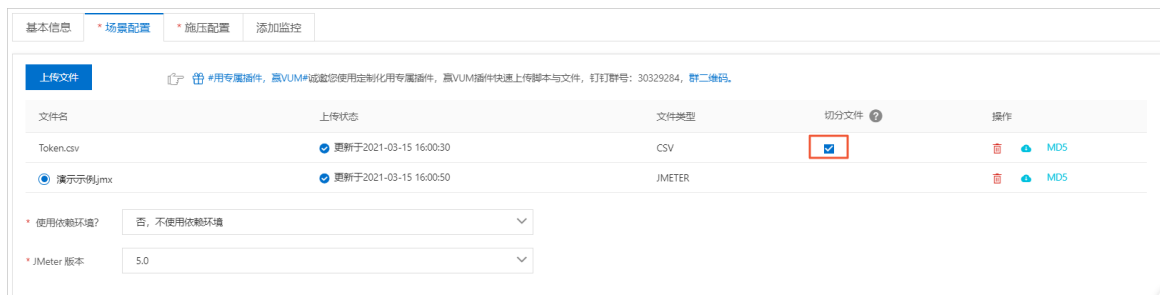 基本信息 * 场景配置 * 施压配置 添加监控
上传文件 #用专属插件，赢VUM#诚邀您使用定制化用专属插件，赢VUM插件快速上传脚本与文件，钉钉群号：30329284，群二维码。
文件名 上传状态 文件类型 切分文件 ? 操作
Token.csv 更新于2021-03-15 16:00:30 CSV MD5
演示示例.jmx 更新于2021-03-15 16:00:50 JMETER MD5
* 使用依赖环境? 否，不使用依赖环境
* JMeter 版本 5.0